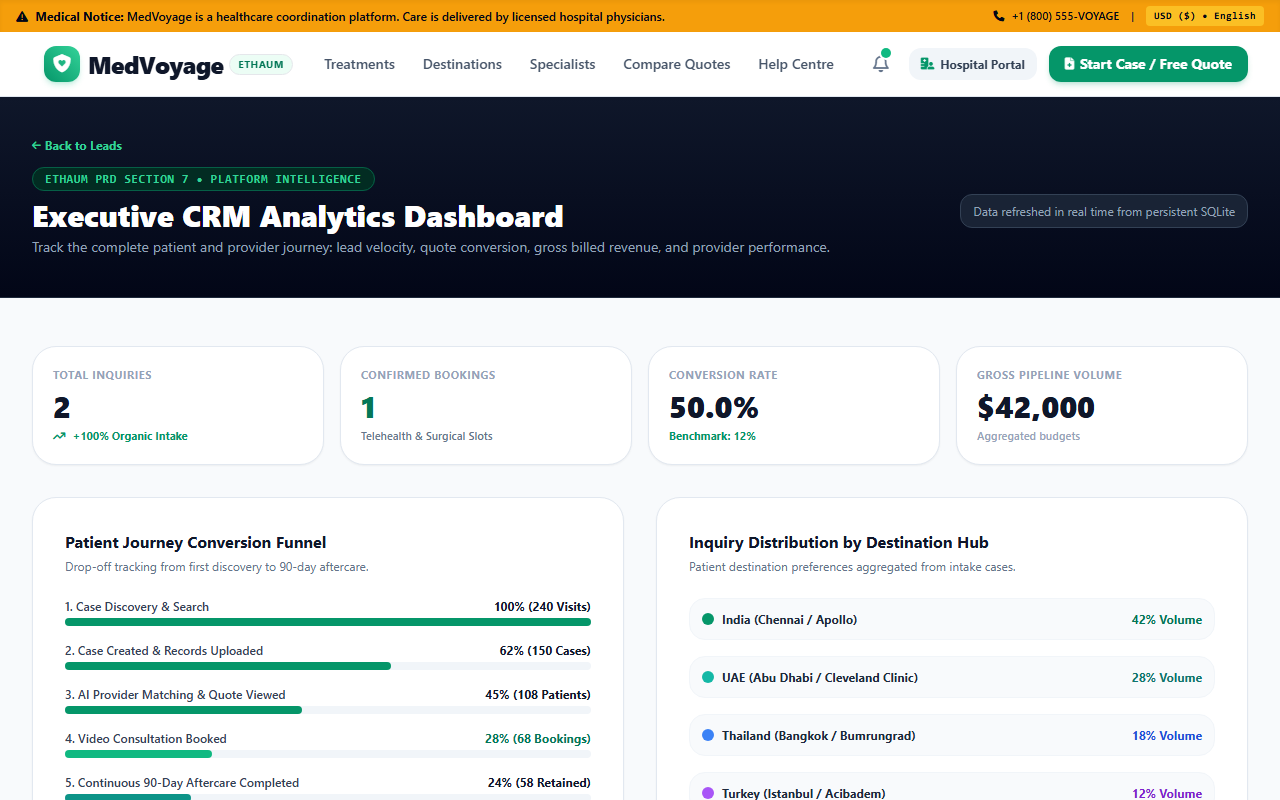 Medical Notice: MedVoyage is a healthcare coordination platform. Care is delivered by licensed hospital physicians.
+1 (800) 555-VOYAGE | USD ($) • English
MedVoyage ETHAUM Treatments Destinations Specialists Compare Quotes Help Centre Hospital Portal Start Case / Free Quote
← Back to Leads
ETHAUM PRD SECTION 7 • PLATFORM INTELLIGENCE
Executive CRM Analytics Dashboard
Track the complete patient and provider journey: lead velocity, quote conversion, gross billed revenue, and provider performance.
Data refreshed in real time from persistent SQLite
TOTAL INQUIRIES
2
+100% Organic Intake
CONFIRMED BOOKINGS
1
Telehealth & Surgical Slots
CONVERSION RATE
50.0%
Benchmark: 12%
GROSS PIPELINE VOLUME
$42,000
Aggregated budgets
Patient Journey Conversion Funnel
Drop-off tracking from first discovery to 90-day aftercare.
1. Case Discovery & Search 100% (240 Visits)
2. Case Created & Records Uploaded 62% (150 Cases)
3. AI Provider Matching & Quote Viewed 45% (108 Patients)
4. Video Consultation Booked 28% (68 Bookings)
5. Continuous 90-Day Aftercare Completed 24% (58 Retained)
Inquiry Distribution by Destination Hub
Patient destination preferences aggregated from intake cases.
India (Chennai / Apollo) 42% Volume
UAE (Abu Dhabi / Cleveland Clinic) 28% Volume
Thailand (Bangkok / Bumrungrad) 18% Volume
Turkey (Istanbul / Acibadem) 12% Volume